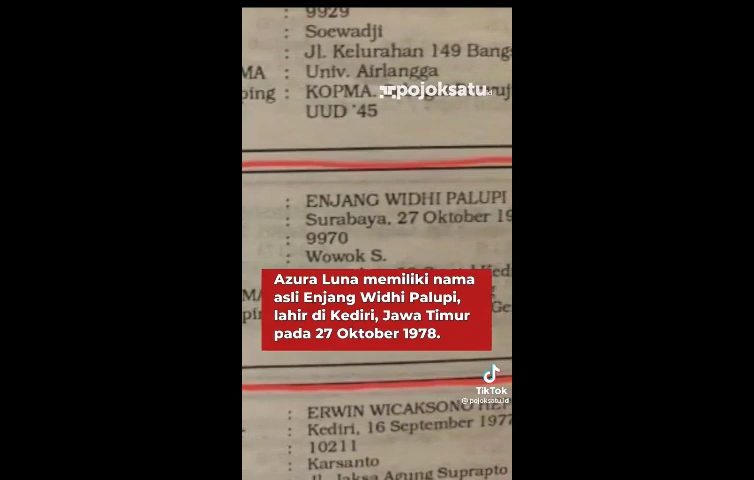 : 9929
: Soewadji
: Jl. Kelurahan 149 Bangs
MA : Univ. Airlangga
ping : KOPMA.
pojoksatu.id
UUD '45
: ENJANG WIDHI PALUPI
: Surabaya, 27 Oktober 19
: 9970
: Wowok S.
Azura Luna memiliki nama
asli Enjang Widhi Palupi,
lahir di Kediri, Jawa Timur
pada 27 Oktober 1978.
TikTok
@pojoksatu.id
: ERWIN WICAKSONO
: Kediri, 16 September 1977
: 10211
: Karsanto
: Jl. Jaksa Agung Suprapto